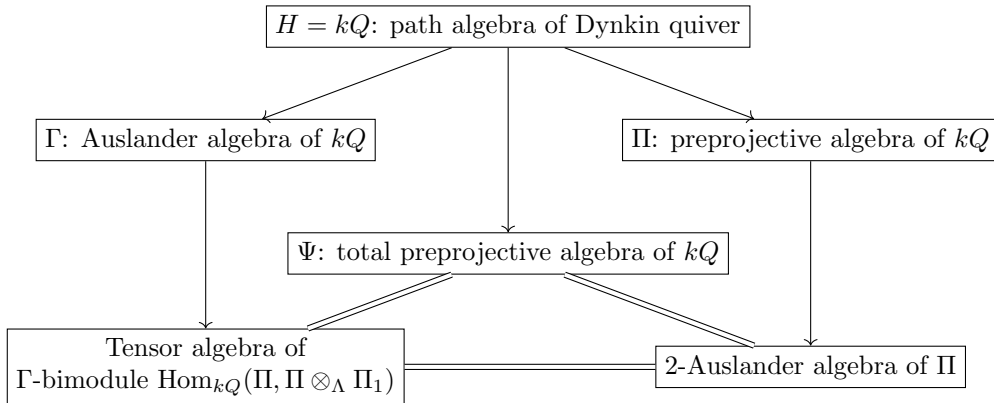 H = kQ: path algebra of Dynkin quiver
Γ: Auslander algebra of kQ
Π: preprojective algebra of kQ
Ψ: total preprojective algebra of kQ
Tensor algebra of
Γ-bimodule Hom_{kQ}(Π, Π ⊗_Λ Π_1)
2-Auslander algebra of Π